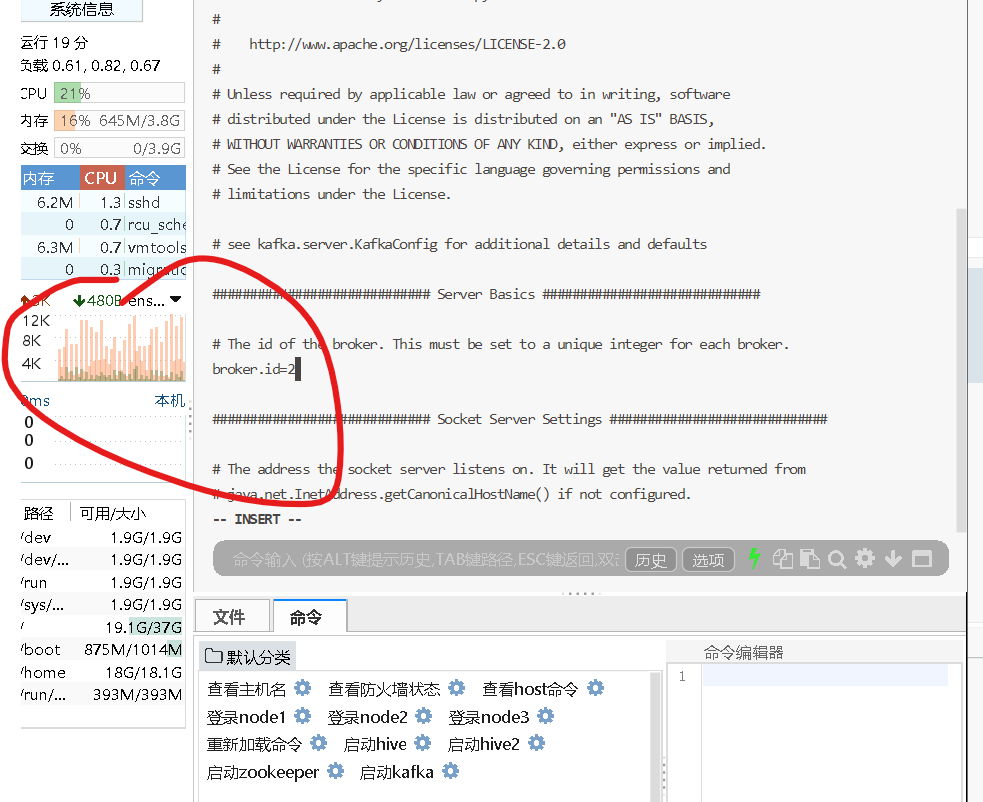 系统信息
运行 19 分
负载 0.61, 0.82, 0.67
CPU 21%
内存 16% 645M/3.8G
交换 0% 0/3.9G
内存 CPU 命令
6.2M 1.3 sshd
0 0.7 rcu_sche
6.3M 0.7 vmtools
0 0.3 migratic
3K 480B ens...
12K
8K
4K
0ms 本机
0
0
0
路径 可用/大小
/dev 1.9G/1.9G
/dev/... 1.9G/1.9G
/run 1.9G/1.9G
/sys/... 1.9G/1.9G
/ 19.1G/37G
/boot 875M/1014M
/home 18G/18.1G
/run/... 393M/393M
#
# http://www.apache.org/licenses/LICENSE-2.0
#
# Unless required by applicable law or agreed to in writing, software
# distributed under the License is distributed on an "AS IS" BASIS,
# WITHOUT WARRANTIES OR CONDITIONS OF ANY KIND, either express or implied.
# See the License for the specific language governing permissions and
# limitations under the License.
# see kafka.server.KafkaConfig for additional details and defaults
############################# Server Basics #############################
# The id of the broker. This must be set to a unique integer for each broker.
broker.id=2
############################# Socket Server Settings #############################
# The address the socket server listens on. It will get the value returned from
# java.net.InetAddress.getCanonicalHostName() if not configured.
-- INSERT --
命令输入 (按ALT键提示历史,TAB键路径,ESC键返回,双击 历史 选项
文件 命令
默认分类
查看主机名 查看防火墙状态 查看host命令
登录node1 登录node2 登录node3
重新加载命令 启动hive 启动hive2
启动zookeeper 启动kafka
命令编辑器
1